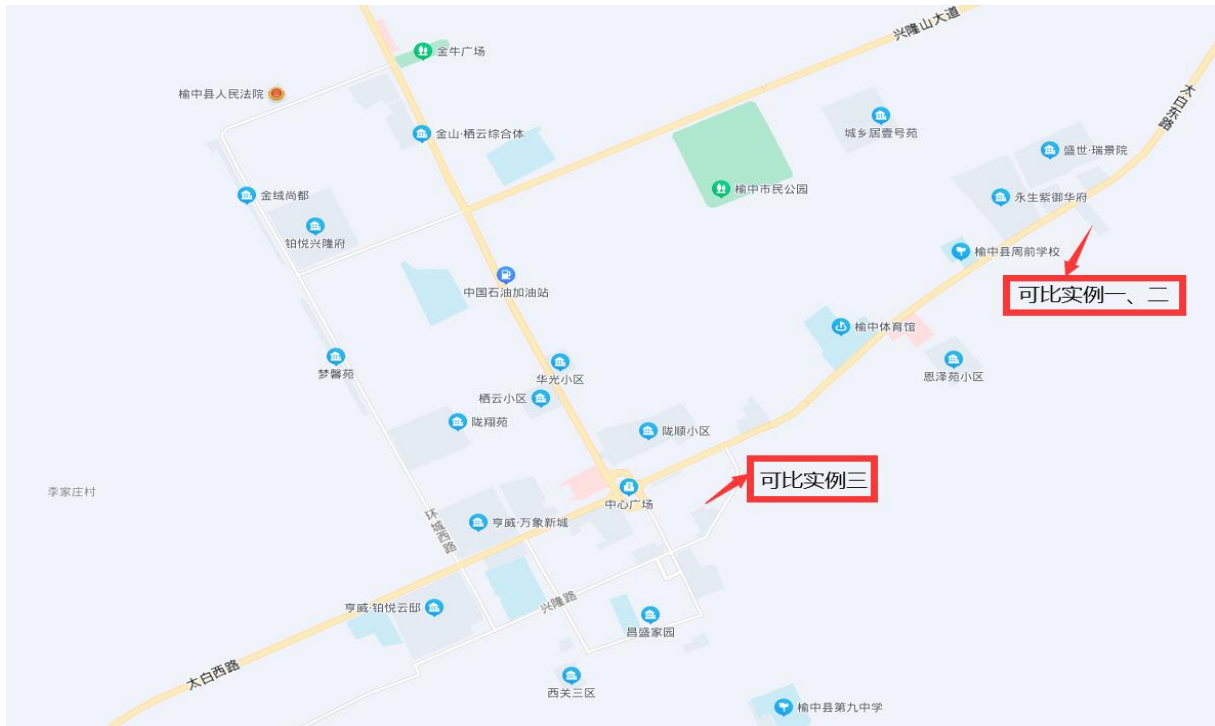 兴隆山大道
金牛广场
榆中县人民法院
太白东路
城乡居壹号苑
金山·栖云综合体
盛世·瑞景院
榆中市民公园
金绒尚都
永生紫御华府
铂悦兴隆府
榆中县周前学校
中国石油加油站
可比实例一、二
榆中体育馆
梦馨苑
华光小区
恩泽苑小区
栖云小区
陇翔苑
陇顺小区
可比实例三
李家庄村
中心广场
环城西路
亨威·万象新城
兴隆路
亨威·铂悦云邸
昌盛家园
太白西路
西关三区
榆中县第九中学